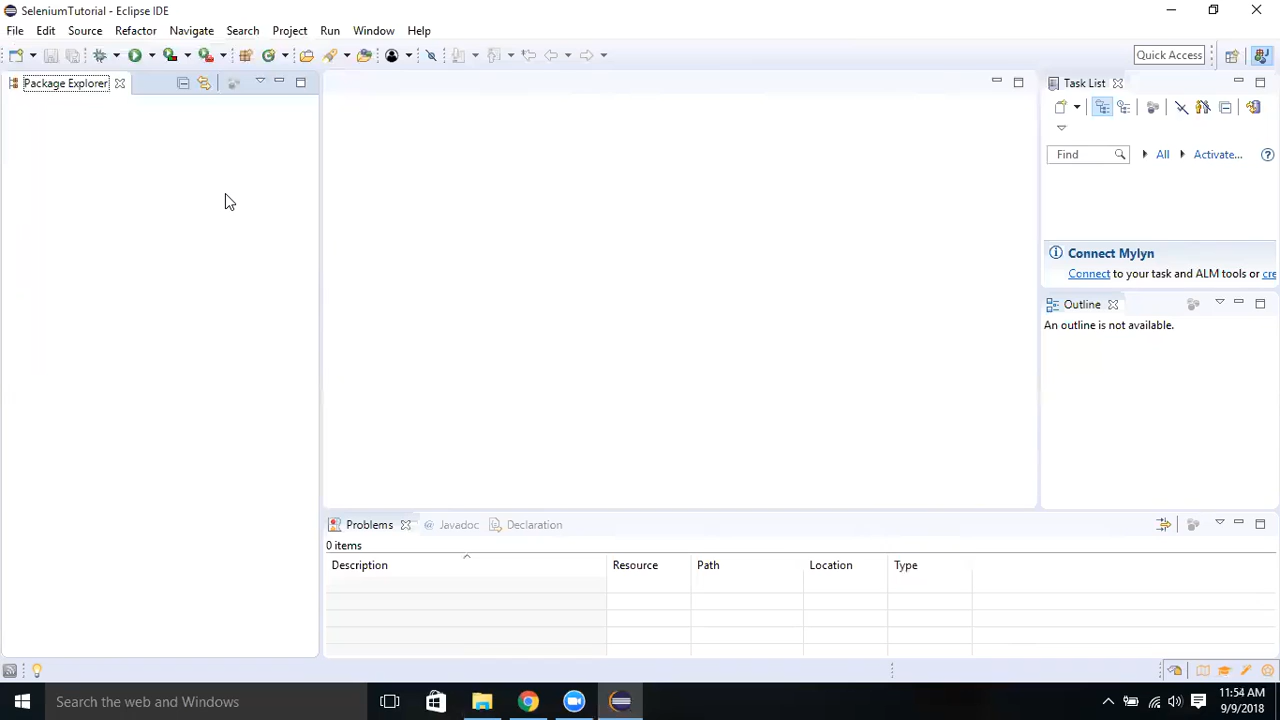 SeleniumTutorial - Eclipse IDE
File Edit Source Refactor Navigate Search Project Run Window Help
Quick Access
Package Explorer
Task List
Find All Activate...
Connect Mylyn
Connect to your task and ALM tools or cre
Outline
An outline is not available.
Problems @ Javadoc Declaration
0 items
Description Resource Path Location Type
Search the web and Windows
11:54 AM
9/9/2018